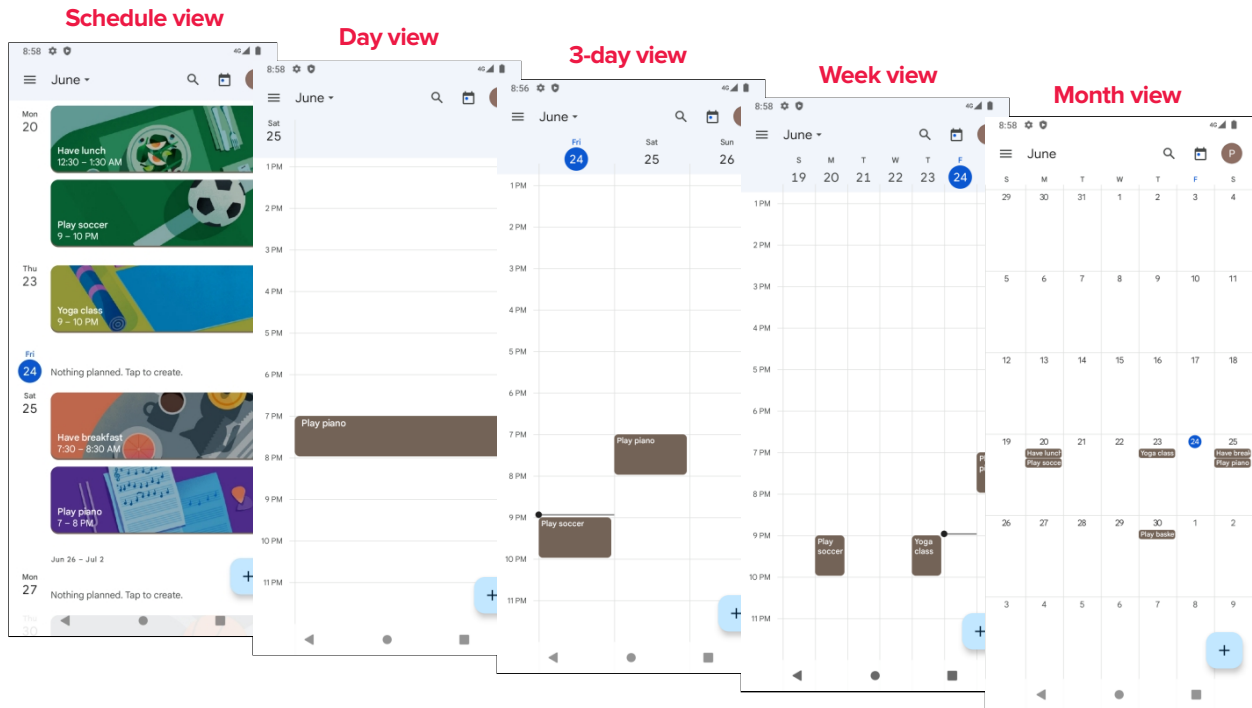 Schedule view
8:58
4G
June
Mon
20
Have lunch
12:30 – 1:30 AM
Play soccer
9 – 10 PM
Thu
23
Yoga class
9 – 10 PM
Fri
24
Nothing planned. Tap to create.
Sat
25
Have breakfast
7:30 – 8:30 AM
Play piano
7 – 8 PM
Jun 26 – Jul 2
Mon
27
Nothing planned. Tap to create.
Thu
30
+
Day view
8:58
4G
June
Sat
25
1 PM
2 PM
3 PM
4 PM
5 PM
6 PM
7 PM
Play piano
8 PM
9 PM
10 PM
11 PM
+
3-day view
8:56
4G
June
Fri Sat Sun
24 25 26
1 PM
2 PM
3 PM
4 PM
5 PM
6 PM
7 PM
Play piano
8 PM
9 PM
Play soccer
10 PM
11 PM
+
Week view
8:58
4G
June
S M T W T F
19 20 21 22 23 24
1 PM
2 PM
3 PM
4 PM
5 PM
6 PM
7 PM
8 PM
9 PM
Play Yoga
soccer class
10 PM
11 PM
+
Month view
8:58
4G
June
P
S M T W T F S
29 30 31 1 2 3 4
5 6 7 8 9 10 11
12 13 14 15 16 17 18
19 20 21 22 23 24 25
Have lunch Yoga class Have break
Play socce Play piano
26 27 28 29 30 1 2
Play baske
3 4 5 6 7 8 9
+